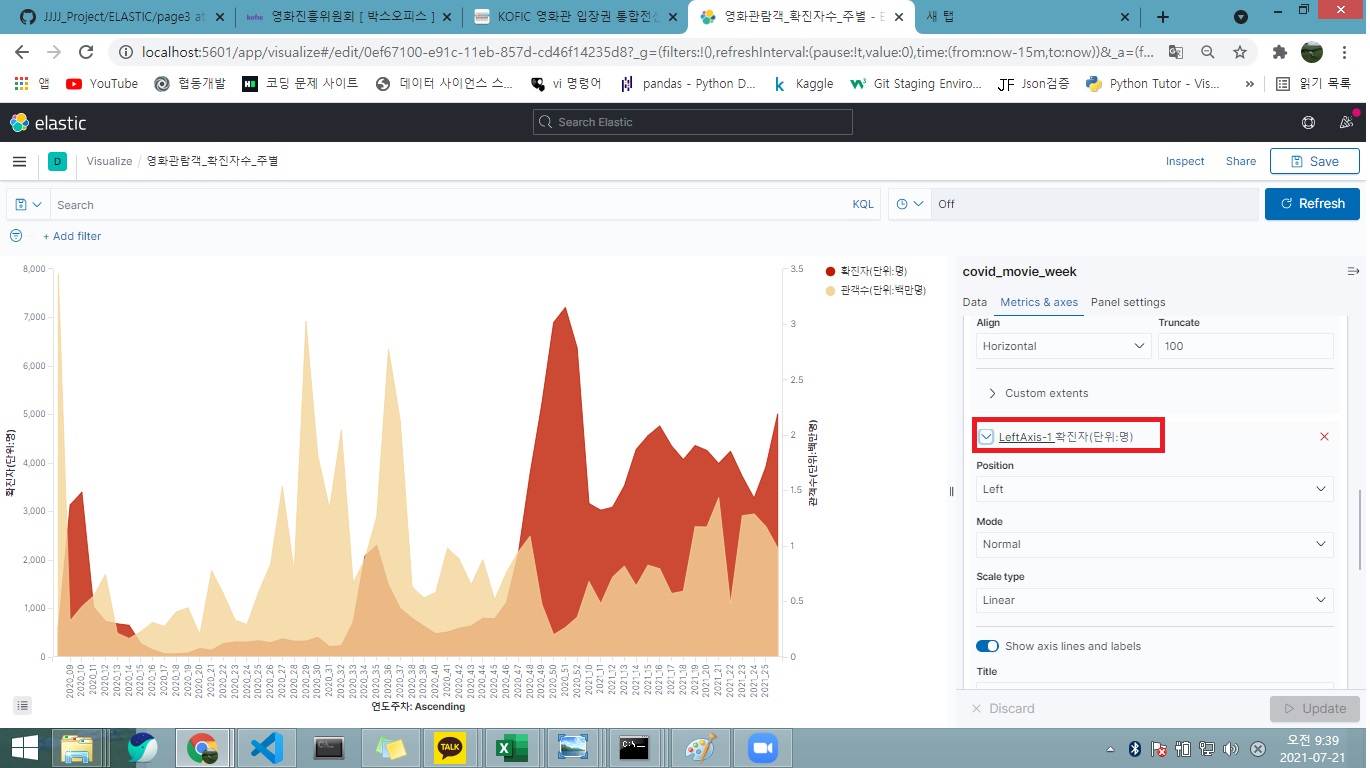 JJJJ_Project/ELASTIC/page3 at
영화진흥위원회 [ 박스오피스 ]
KOFIC 영화관 입장권 통합전산
영화관람객_확진자수_주별 - E
새 탭
localhost:5601/app/visualize#/edit/0ef67100-e91c-11eb-857d-cd46f14235d8?_g=(filters:!(),refreshInterval:(pause:!t,value:0),time:(from:now-15m,to:now))&_a=(f...
앱
YouTube
협동개발
코딩 문제 사이트
데이터 사이언스 스...
vi 명령어
pandas - Python D...
Kaggle
Git Staging Enviro...
Json검증
Python Tutor - Vis...
»
읽기 목록
elastic
Search Elastic
D
Visualize / 영화관람객_확진자수_주별
Inspect
Share
Save
Search
KQL
Off
Refresh
+ Add filter
8,000
7,000
6,000
5,000
4,000
3,000
2,000
1,000
0
확진자(단위:명)
3.5
3
2.5
2
1.5
1
0.5
0
관객수(단위:백만명)
확진자(단위:명)
관객수(단위:백만명)
2020_09
2020_10
2020_11
2020_12
2020_13
2020_14
2020_15
2020_16
2020_17
2020_18
2020_19
2020_20
2020_21
2020_22
2020_23
2020_24
2020_25
2020_26
2020_27
2020_28
2020_29
2020_30
2020_31
2020_32
2020_33
2020_34
2020_35
2020_36
2020_37
2020_38
2020_39
2020_40
2020_41
2020_42
2020_43
2020_44
2020_45
2020_46
2020_47
2020_48
2020_49
2020_50
2020_51
2020_52
2021_10
2021_11
2021_12
2021_13
2021_14
2021_15
2021_16
2021_17
2021_18
2021_19
2021_20
2021_21
2021_22
2021_23
2021_24
2021_25
연도주차: Ascending
covid_movie_week
Data
Metrics & axes
Panel settings
Align
Truncate
Horizontal
100
Custom extents
LeftAxis-1 확진자(단위:명)
Position
Left
Mode
Normal
Scale type
Linear
Show axis lines and labels
Title
Discard
Update
TALK
오전 9:39
2021-07-21